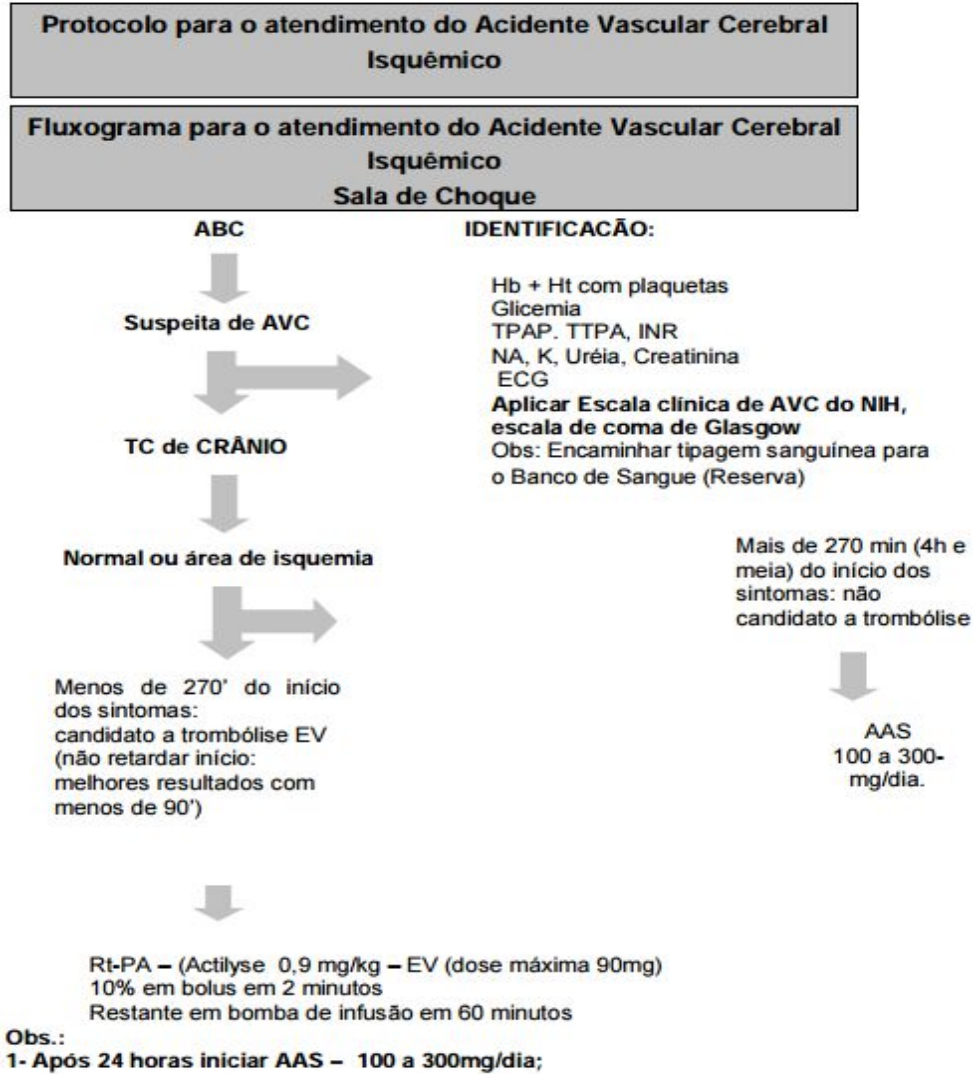 Protocolo para o atendimento do Acidente Vascular Cerebral
Isquêmico
Fluxograma para o atendimento do Acidente Vascular Cerebral
Isquêmico
Sala de Choque
ABC
Suspeita de AVC
TC de CRÂNIO
Normal ou área de isquemia
IDENTIFICACÃO:
Hb + Ht com plaquetas
Glicemia
TPAP. TTPA, INR
NA, K, Uréia, Creatinina
ECG
Aplicar Escala clínica de AVC do NIH,
escala de coma de Glasgow
Obs: Encaminhar tipagem sanguínea para
o Banco de Sangue (Reserva)
Menos de 270' do início
dos sintomas:
candidato a trombólise EV
(não retardar início:
melhores resultados com
menos de 90')
Mais de 270 min (4h e
meia) do início dos
sintomas: não
candidato a trombólise
AAS
100 a 300-
mg/dia.
Rt-PA – (Actilyse 0,9 mg/kg – EV (dose máxima 90mg)
10% em bolus em 2 minutos
Restante em bomba de infusão em 60 minutos
Obs.:
1- Após 24 horas iniciar AAS – 100 a 300mg/dia;